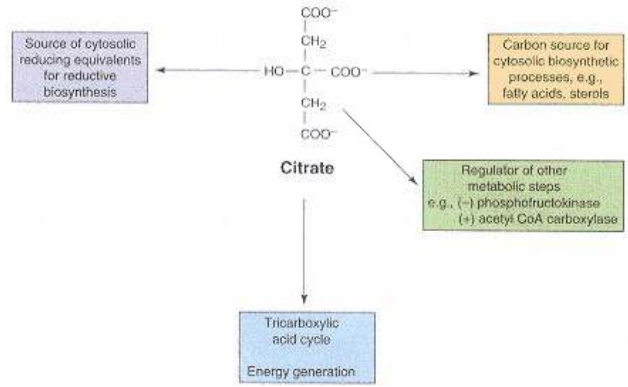 COO⁻
CH₂
HO—C—COO⁻
CH₂
COO⁻
Citrate
Source of cytosolic
reducing equivalents
for reductive
biosynthesis
Carbon source for
cytosolic biosynthetic
processes, e.g.,
fatty acids, sterols
Regulator of other
metabolic steps
e.g., (−) phosphofructokinase
(+) acetyl CoA carboxylase
Tricarboxylic
acid cycle
Energy generation